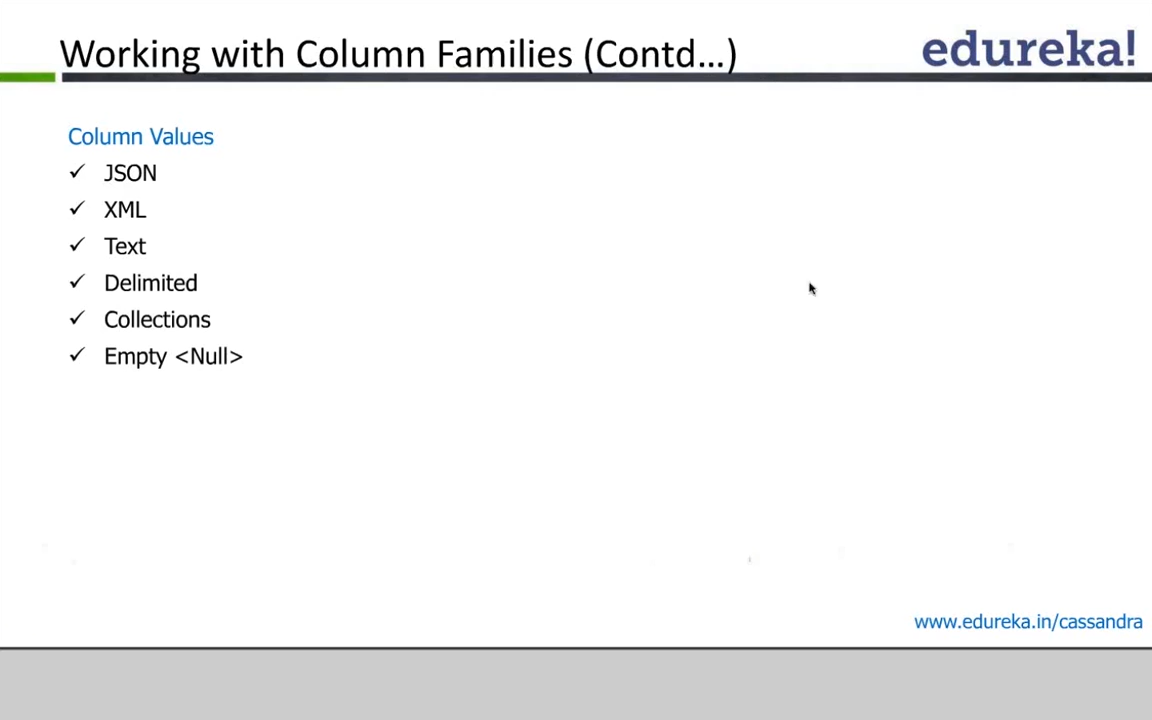 Working with Column Families (Contd...)
edureka!
Column Values
✓ JSON
✓ XML
✓ Text
✓ Delimited
✓ Collections
✓ Empty <Null>
www.edureka.in/cassandra